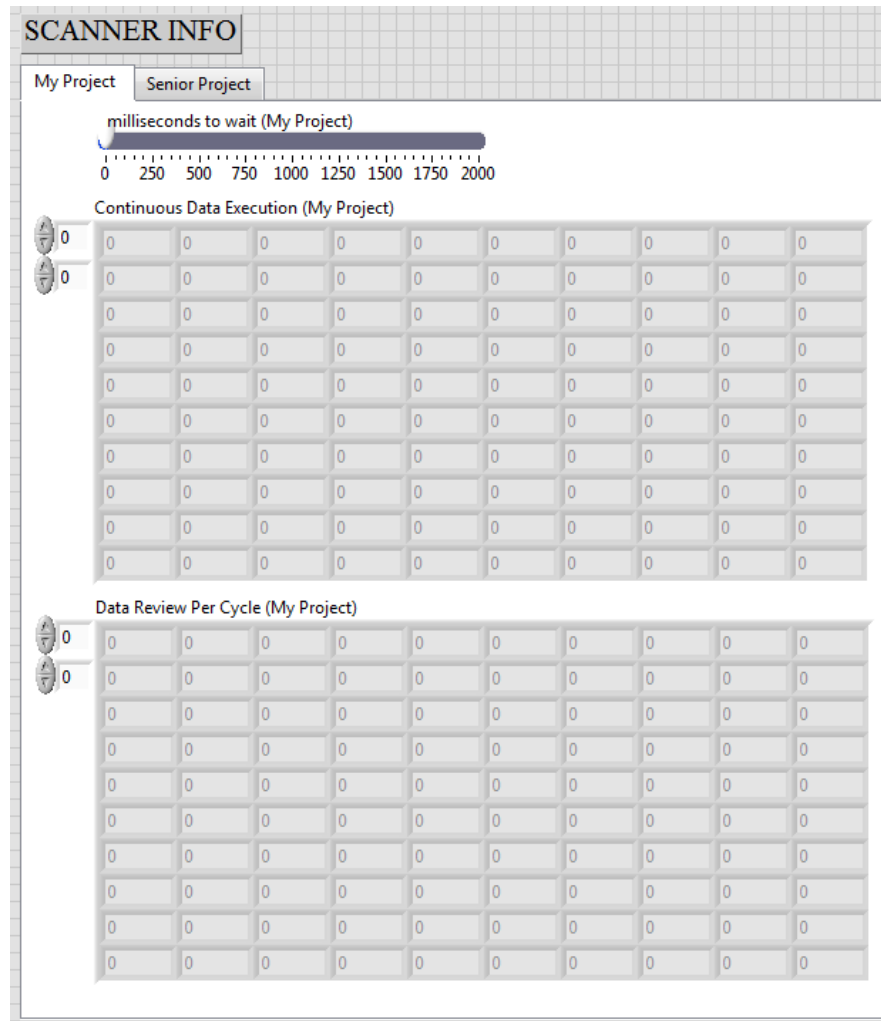 SCANNER INFO
My Project Senior Project
milliseconds to wait (My Project)
0 250 500 750 1000 1250 1500 1750 2000
Continuous Data Execution (My Project)
0 0 0 0 0 0 0 0 0 0 0
0 0 0 0 0 0 0 0 0 0 0
0 0 0 0 0 0 0 0 0 0
0 0 0 0 0 0 0 0 0 0
0 0 0 0 0 0 0 0 0 0
0 0 0 0 0 0 0 0 0 0
0 0 0 0 0 0 0 0 0 0
0 0 0 0 0 0 0 0 0 0
0 0 0 0 0 0 0 0 0 0
0 0 0 0 0 0 0 0 0 0
Data Review Per Cycle (My Project)
0 0 0 0 0 0 0 0 0 0 0
0 0 0 0 0 0 0 0 0 0 0
0 0 0 0 0 0 0 0 0 0
0 0 0 0 0 0 0 0 0 0
0 0 0 0 0 0 0 0 0 0
0 0 0 0 0 0 0 0 0 0
0 0 0 0 0 0 0 0 0 0
0 0 0 0 0 0 0 0 0 0
0 0 0 0 0 0 0 0 0 0
0 0 0 0 0 0 0 0 0 0